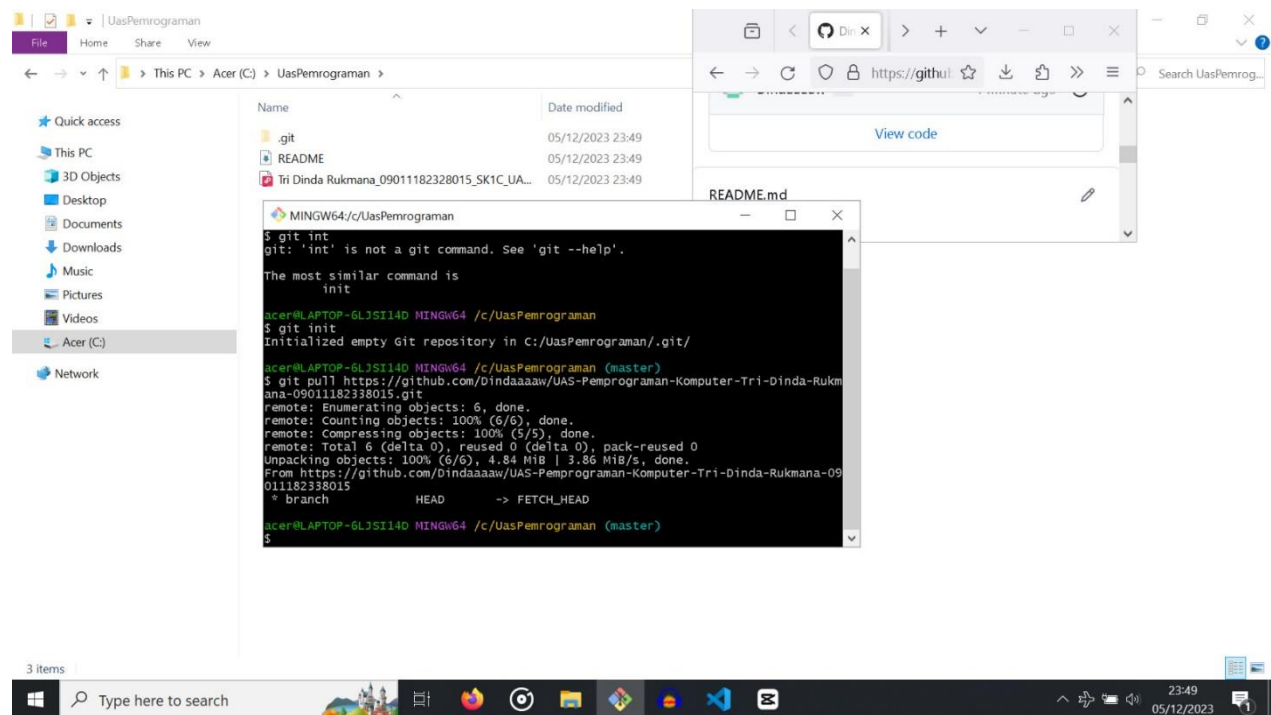 UasPemrograman
File Home Share View
This PC > Acer (C:) > UasPemrograman >
Search UasPemrog...
Din
https://githul
Name Date modified
Quick access
This PC
3D Objects
Desktop
Documents
Downloads
Music
Pictures
Videos
Acer (C:)
Network
.git 05/12/2023 23:49
README 05/12/2023 23:49
Tri Dinda Rukmana_09011182328015_SK1C_UA... 05/12/2023 23:49
View code
README.md
MINGW64:/c/UasPemrograman
$ git int
git: 'int' is not a git command. See 'git --help'.
The most similar command is
init
acer@LAPTOP-6LJSI14D MINGW64 /c/UasPemrograman
$ git init
Initialized empty Git repository in C:/UasPemrograman/.git/
acer@LAPTOP-6LJSI14D MINGW64 /c/UasPemrograman (master)
$ git pull https://github.com/Dindaaaaw/UAS-Pemprograman-Komputer-Tri-Dinda-Rukm
ana-09011182338015.git
remote: Enumerating objects: 6, done.
remote: Counting objects: 100% (6/6), done.
remote: Compressing objects: 100% (5/5), done.
remote: Total 6 (delta 0), reused 0 (delta 0), pack-reused 0
Unpacking objects: 100% (6/6), 4.84 MiB | 3.86 MiB/s, done.
From https://github.com/Dindaaaaw/UAS-Pemprograman-Komputer-Tri-Dinda-Rukmana-09
011182338015
* branch HEAD -> FETCH_HEAD
acer@LAPTOP-6LJSI14D MINGW64 /c/UasPemrograman (master)
$
3 items
Type here to search
23:49
05/12/2023
1